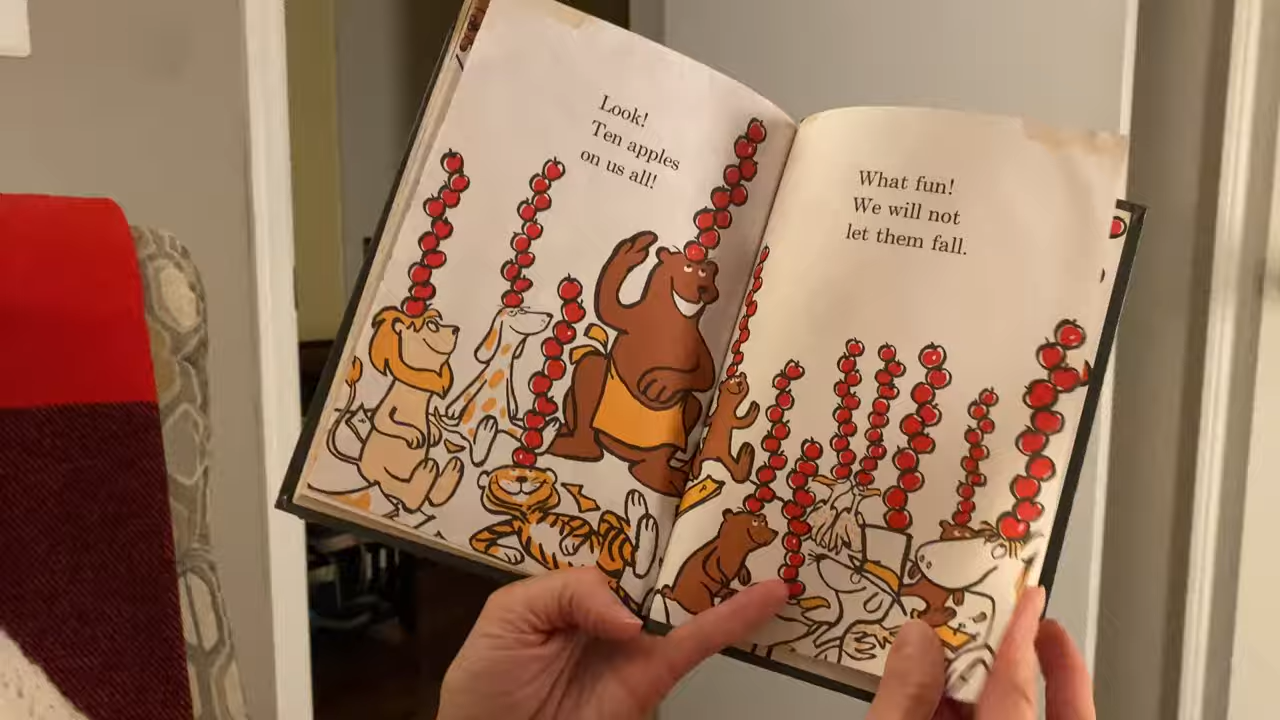 Look!
Ten apples
on us all!
What fun!
We will not
let them fall.